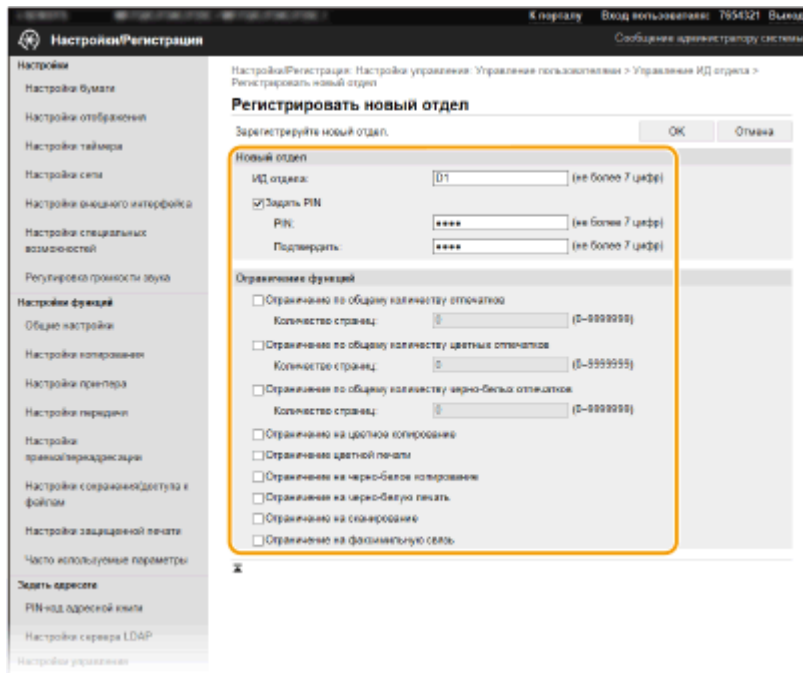 К порталу Вход пользователя: 7654321 Выход
Настройки/Регистрация
Сообщение администратору системы
Настройки
Настройки бумаги
Настройки отображения
Настройки таймера
Настройки сети
Настройки внешнего интерфейса
Настройки специальных
возможностей
Регулировка громкости звука
Настройки функций
Общие настройки
Настройки копирования
Настройки принтера
Настройки передачи
Настройки
приема/переадресации
Настройки сохранения/доступа к
файлам
Настройки защищенной печати
Часто используемые параметры
Задать адресата
PIN-код адресной книги
Настройки сервера LDAP
Настройки управления
Настройки/Регистрация: Настройки управления: Управление пользователями > Управление ИД отдела >
Регистрировать новый отдел
Регистрировать новый отдел
Зарегистрируйте новый отдел.
OK Отмена
Новый отдел
ИД отдела: D1 (не более 7 цифр)
Задать PIN
PIN: •••• (не более 7 цифр)
Подтвердить: •••• (не более 7 цифр)
Ограничение функций
Ограничение по общему количеству отпечатков
Количество страниц: 0 (0–9999999)
Ограничение по общему количеству цветных отпечатков
Количество страниц: 0 (0–9999999)
Ограничение по общему количеству черно-белых отпечатков
Количество страниц: 0 (0–9999999)
Ограничение на цветное копирование
Ограничение цветной печати
Ограничение на черно-белое копирование
Ограничение на черно-белую печать
Ограничение на сканирование
Ограничение на факсимильную связь